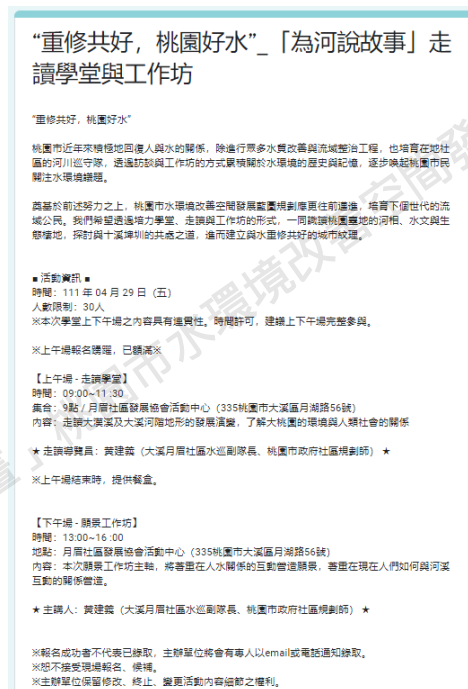 “重修共好，桃園好水”_「為河說故事」走
讀學堂與工作坊
“重修共好，桃園好水”
桃園市近年來積極地回復人與水的關係，除進行眾多水質改善與流域整治工程，也培育在地社
區的河川巡守隊，透過訪談與工作坊的方式累積關於水環境的歷史與記憶，逐步喚起桃園市民
關注水環境議題。
奠基於前述努力之上，桃園市水環境改善空間發展藍圖規劃應更往前邁進，培育下個世代的流
域公民。我們希望透過培力學堂、走讀與工作坊的形式，一同識讀桃園臺地的河相、水文與生
態棲地，探討與十溪埤圳的共處之道，進而建立與水重修共好的城市紋理。
■ 活動資訊 ■
時間：111 年 04 月 29 日（五）
人數限制：30人
※本次學堂上下午場之內容具有連貫性。時間許可，建議上下午場完整參與。
※上午場報名踴躍，已額滿※
【上午場 - 走讀學堂】
時間：09:00~11:30
集合：9點 / 月眉社區發展協會活動中心（335桃園市大溪區月湖路56號）
內容：走讀大漢溪及大溪河階地形的發展演變，了解大桃園的環境與人類社會的關係
★ 走讀導覽員：黃建義（大溪月眉社區水巡副隊長、桃園市政府社區規劃師） ★
※上午場結束時，提供餐盒。
【下午場 - 願景工作坊】
時間：13:00~16 :00
地點：月眉社區發展協會活動中心（335桃園市大溪區月湖路56號）
內容：本次願景工作坊主軸，將著重在人水關係的互動營造願景，著重在現在人們如何與河溪
互動的關係營造。
★ 主講人：黃建義（大溪月眉社區水巡副隊長、桃園市政府社區規劃師） ★
※報名成功者不代表已錄取，主辦單位將會有專人以email或電話通知錄取。
※恕不接受現場報名、候補。
※主辦單位保留修改、終止、變更活動內容細節之權利。
桃園市水環境改善空間發